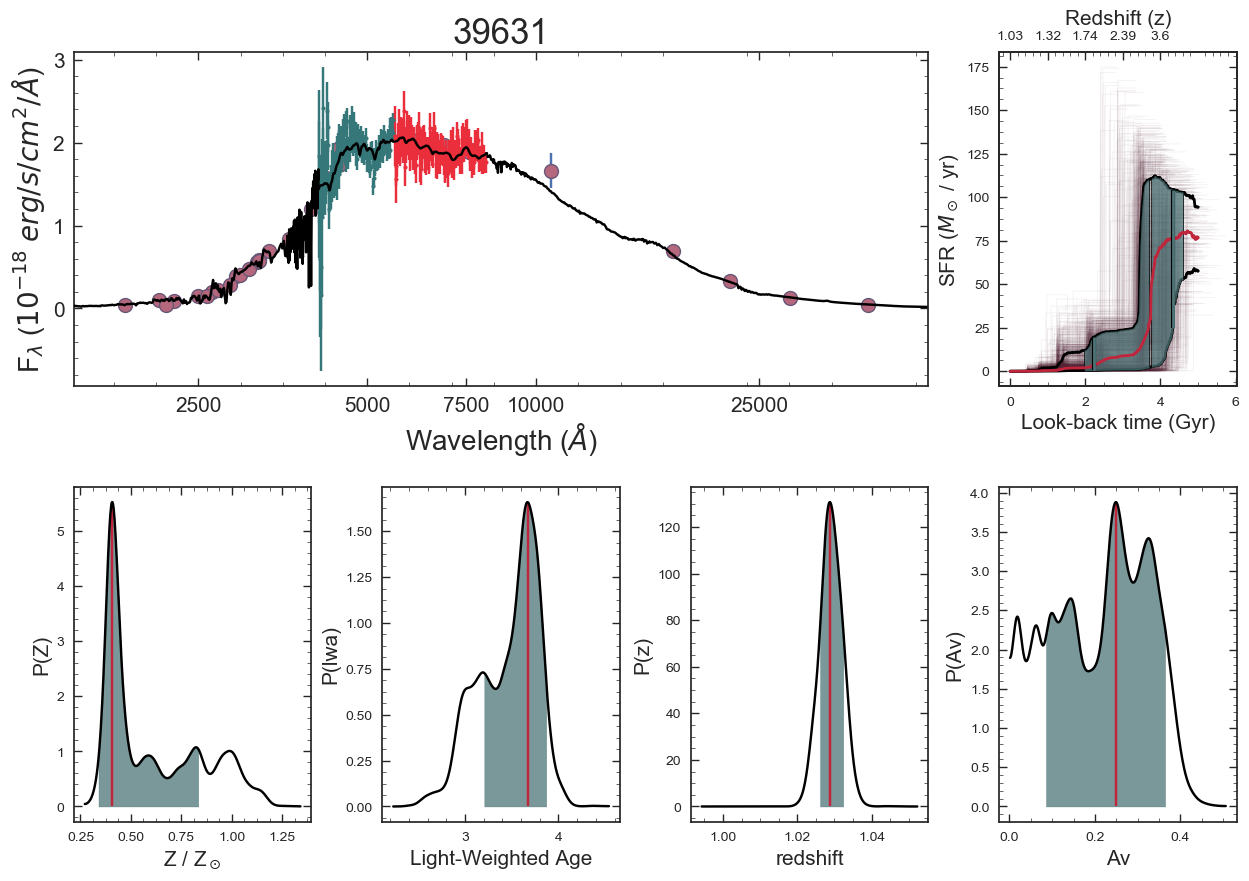 39631
F_λ (10^{-18} erg/s/cm^2/Å)
3
2
1
0
2500 5000 7500 10000 25000
Wavelength (Å)
Redshift (z)
1.03 1.32 1.74 2.39 3.6
SFR (M_⊙ / yr)
175
150
125
100
75
50
25
0
0 2 4 6
Look-back time (Gyr)
P(Z)
5
4
3
2
1
0
0.25 0.50 0.75 1.00 1.25
Z / Z_⊙
P(lwa)
1.50
1.25
1.00
0.75
0.50
0.25
0.00
3 4
Light-Weighted Age
P(z)
120
100
80
60
40
20
0
1.00 1.02 1.04
redshift
P(Av)
4.0
3.5
3.0
2.5
2.0
1.5
1.0
0.5
0.0
0.0 0.2 0.4
Av